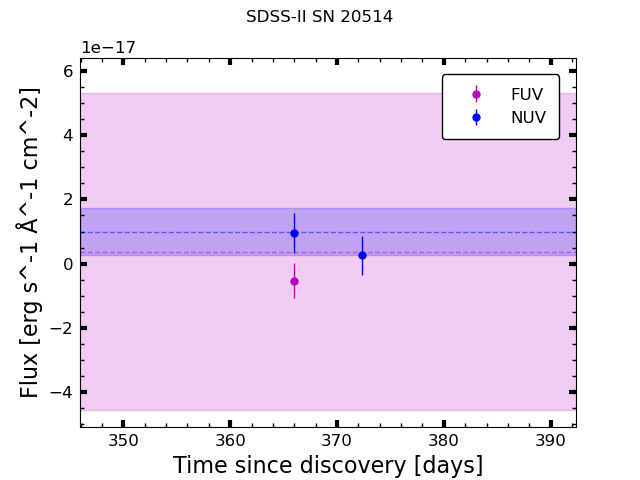 SDSS-II SN 20514
1e−17
FUV
NUV
6
4
2
0
−2
−4
Flux [erg s^-1 Å^-1 cm^-2]
350 360 370 380 390
Time since discovery [days]